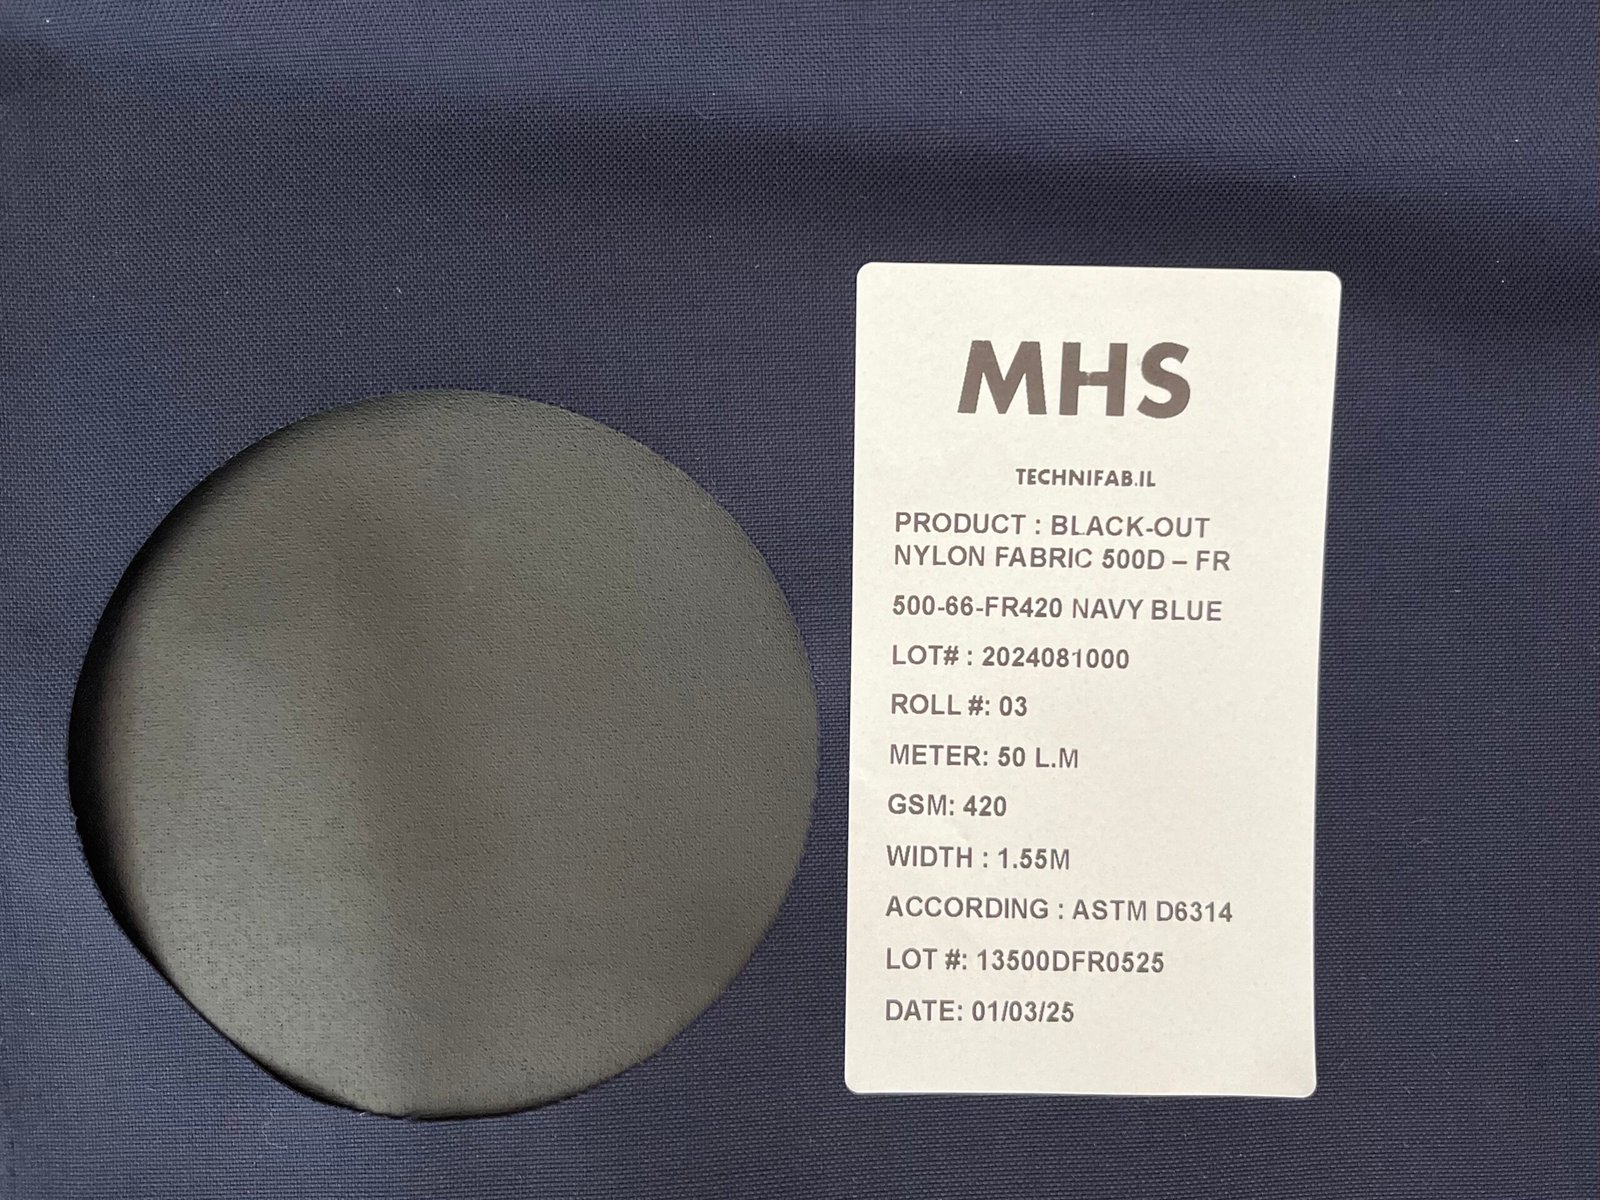 MHS
TECHNIFAB.IL
PRODUCT : BLACK-OUT
NYLON FABRIC 500D – FR
500-66-FR420 NAVY BLUE
LOT# : 2024081000
ROLL #: 03
METER: 50 L.M
GSM: 420
WIDTH : 1.55M
ACCORDING : ASTM D6314
LOT #: 13500DFR0525
DATE: 01/03/25